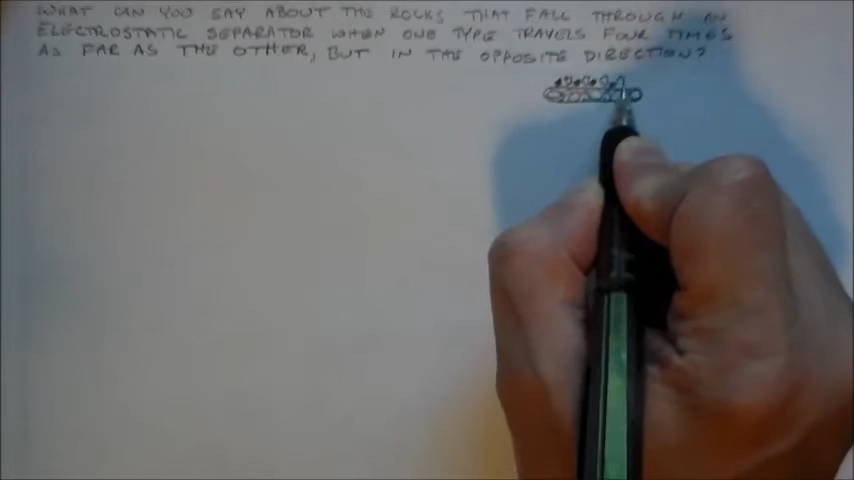 WHAT CAN YOU SAY ABOUT THE ROCKS THAT FALL THROUGH AN
ELECTROSTATIC SEPARATOR WHEN ONE TYPE TRAVELS FOUR TIMES
AS FAR AS THE OTHER, BUT IN THE OPPOSITE DIRECTION?